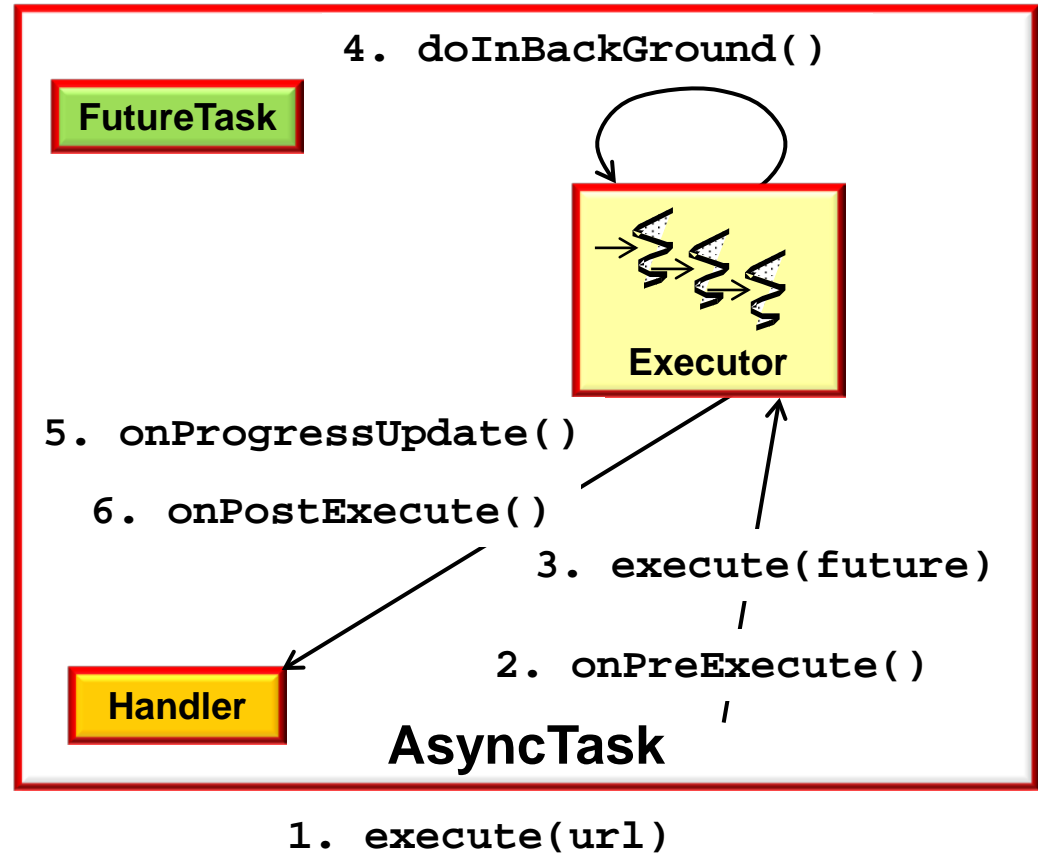 4. doInBackGround()
FutureTask
Executor
5. onProgressUpdate()
6. onPostExecute()
3. execute(future)
2. onPreExecute()
Handler
AsyncTask
1. execute(url)